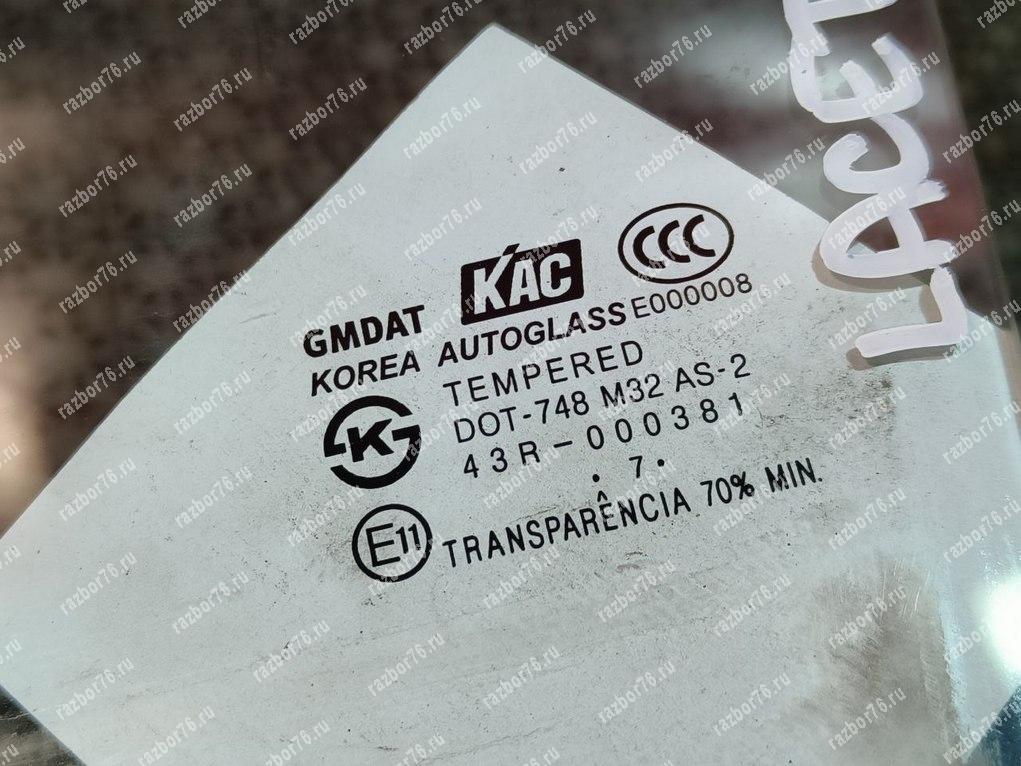 GMDAT KAC CCC
KOREA AUTOGLASS E000008
TEMPERED
DOT-748 M32 AS-2
43R-000381
. 7 .
K
E11 TRANSPARÊNCIA 70% MIN.
LACET
razbor76.ru